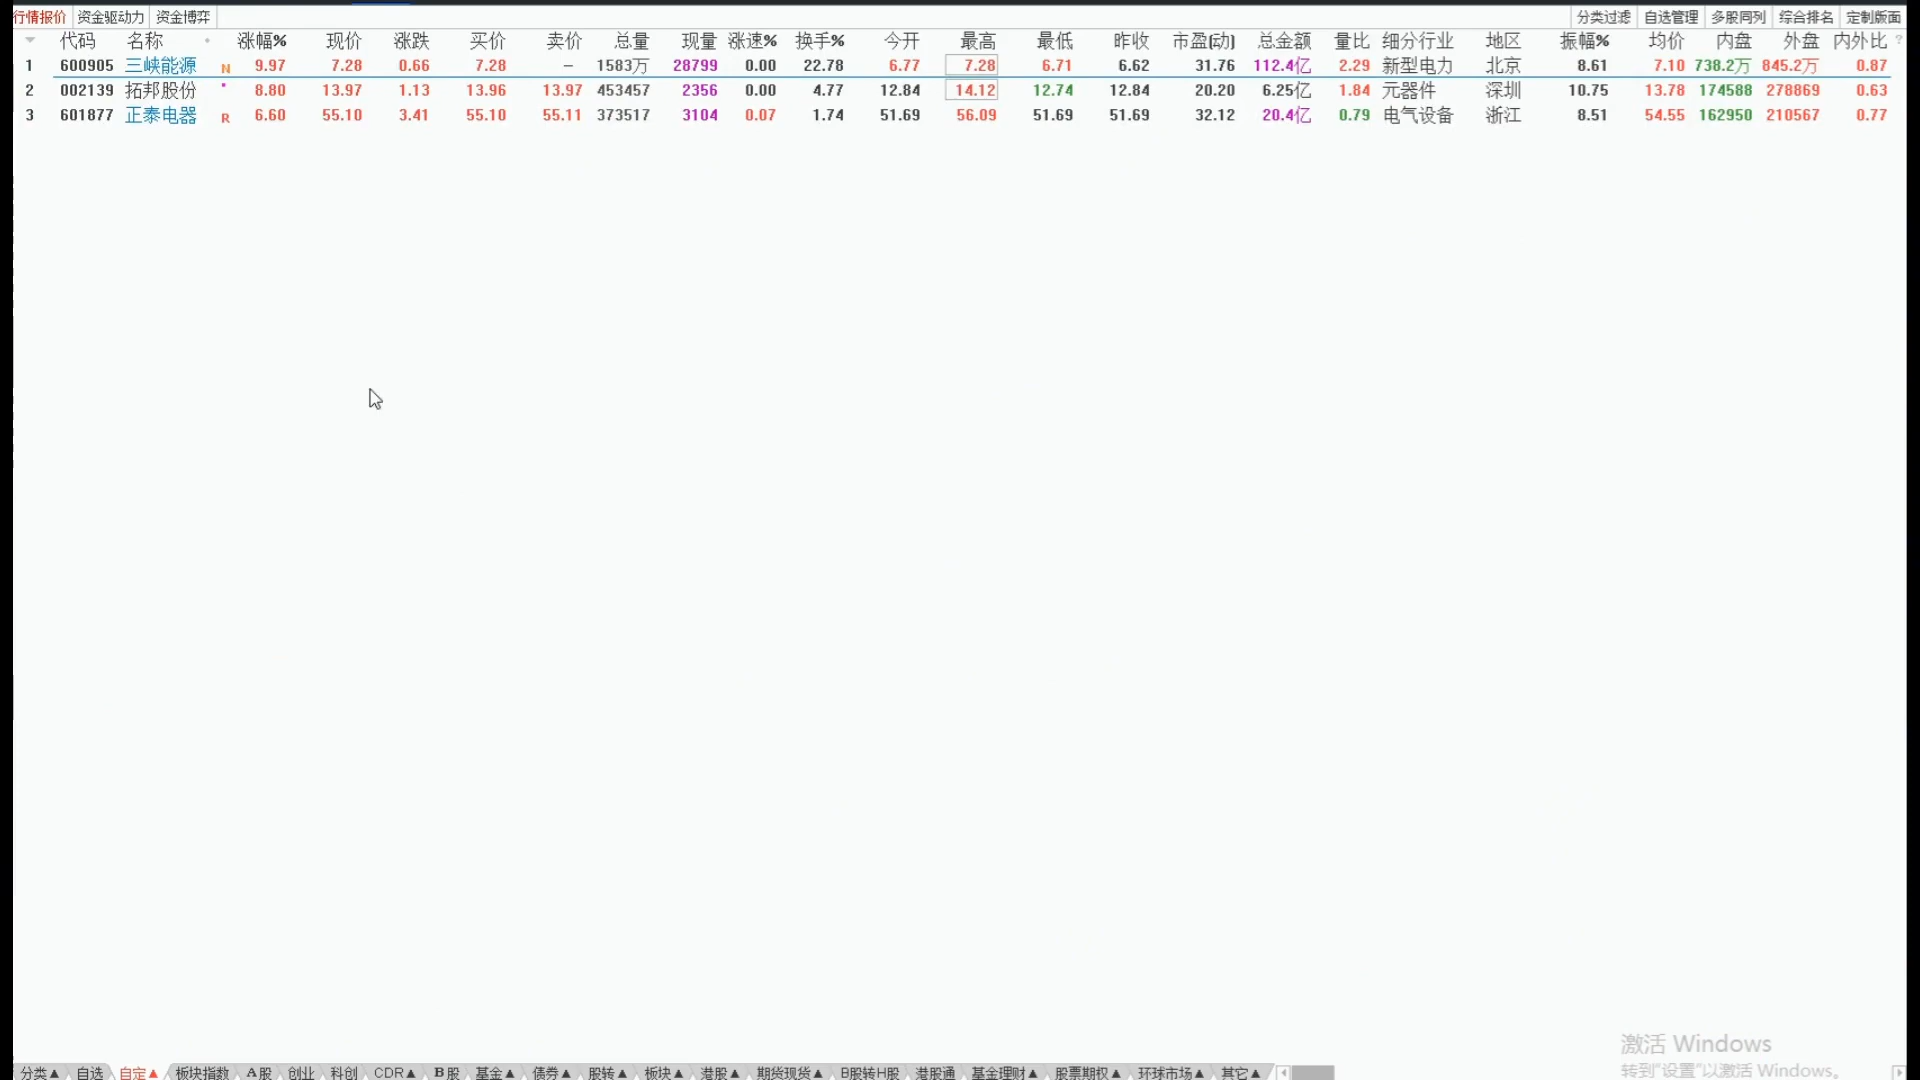 行情报价 资金驱动力 资金博弈 分类过滤 自选管理 多股同列 综合排名 定制版面
代码 名称 涨幅% 现价 涨跌 买价 卖价 总量 现量 涨速% 换手% 今开 最高 最低 昨收 市盈(动) 总金额 量比 细分行业 地区 振幅% 均价 内盘 外盘 内外比 ?
1 600905 三峡能源 N 9.97 7.28 0.66 7.28 – 1583万 28799 0.00 22.78 6.77 7.28 6.71 6.62 31.76 112.4亿 2.29 新型电力 北京 8.61 7.10 738.2万 845.2万 0.87
2 002139 拓邦股份 8.80 13.97 1.13 13.96 13.97 453457 2356 0.00 4.77 12.84 14.12 12.74 12.84 20.20 6.25亿 1.84 元器件 深圳 10.75 13.78 174588 278869 0.63
3 601877 正泰电器 R 6.60 55.10 3.41 55.10 55.11 373517 3104 0.07 1.74 51.69 56.09 51.69 51.69 32.12 20.4亿 0.79 电气设备 浙江 8.51 54.55 162950 210567 0.77
激活 Windows
转到"设置"以激活 Windows。
分类▲ 自选 自定▲ 板块指数 A股 创业 科创 CDR▲ B股 基金▲ 债券▲ 股转▲ 板块▲ 港股▲ 期货现货▲ B股转H股 港股通 基金理财▲ 股票期权▲ 环球市场▲ 其它▲